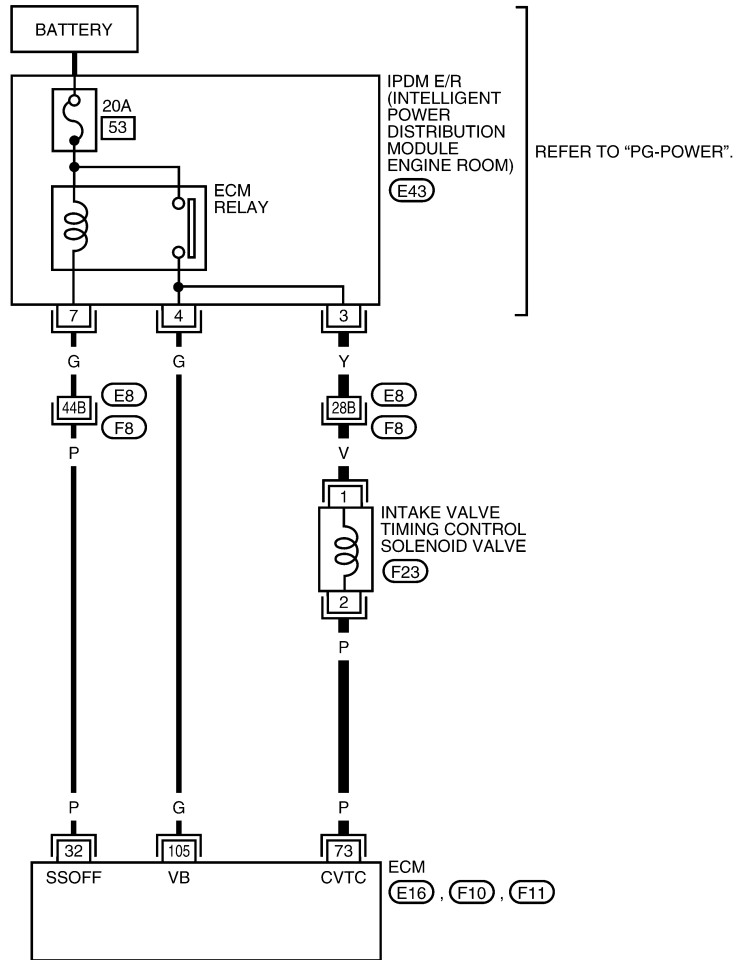 BATTERY
20A
53
IPDM E/R
(INTELLIGENT
POWER
DISTRIBUTION
MODULE
ENGINE ROOM)
E43
REFER TO “PG-POWER”.
ECM
RELAY
7 4 3
G G Y
44B E8 28B E8
F8 F8
P V
1
INTAKE VALVE
TIMING CONTROL
SOLENOID VALVE
F23
2
P
P G P
32 105 73
SSOFF VB CVTC
ECM
E16 , F10 , F11